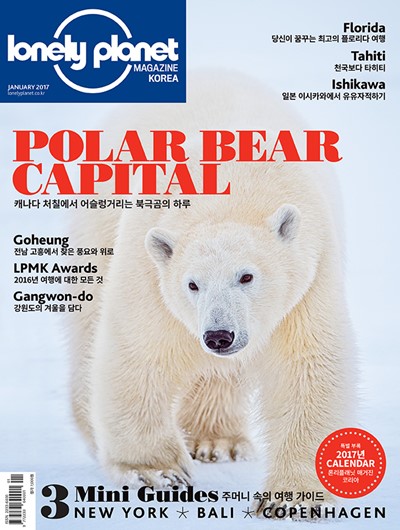 lonely planet
MAGAZINE
KOREA
JANUARY 2017
lonelyplanet.co.kr
Florida
당신이 꿈꾸는 최고의 플로리다 여행
Tahiti
천국보다 타히티
Ishikawa
일본 이시카와에서 유유자적하기
POLAR BEAR
CAPITAL
캐나다 처칠에서 어슬렁거리는 북극곰의 하루
Goheung
전남 고흥에서 찾은 풍요와 위로
LPMK Awards
2016년 여행에 대한 모든 것
Gangwon-do
강원도의 겨울을 담다
특별 부록
2017년
CALENDAR
론리플래닛 매거진
코리아
3 Mini Guides 주머니 속의 여행 가이드
NEW YORK ★ BALI ★ COPENHAGEN